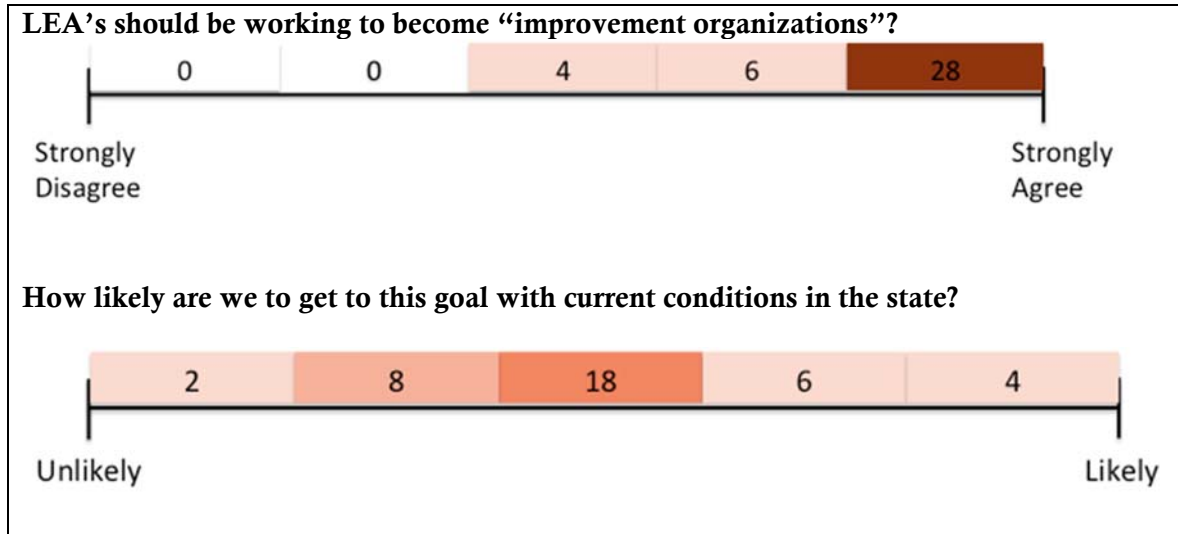 LEA’s should be working to become “improvement organizations”?
0 0 4 6 28
Strongly Disagree
Strongly Agree
How likely are we to get to this goal with current conditions in the state?
2 8 18 6 4
Unlikely
Likely